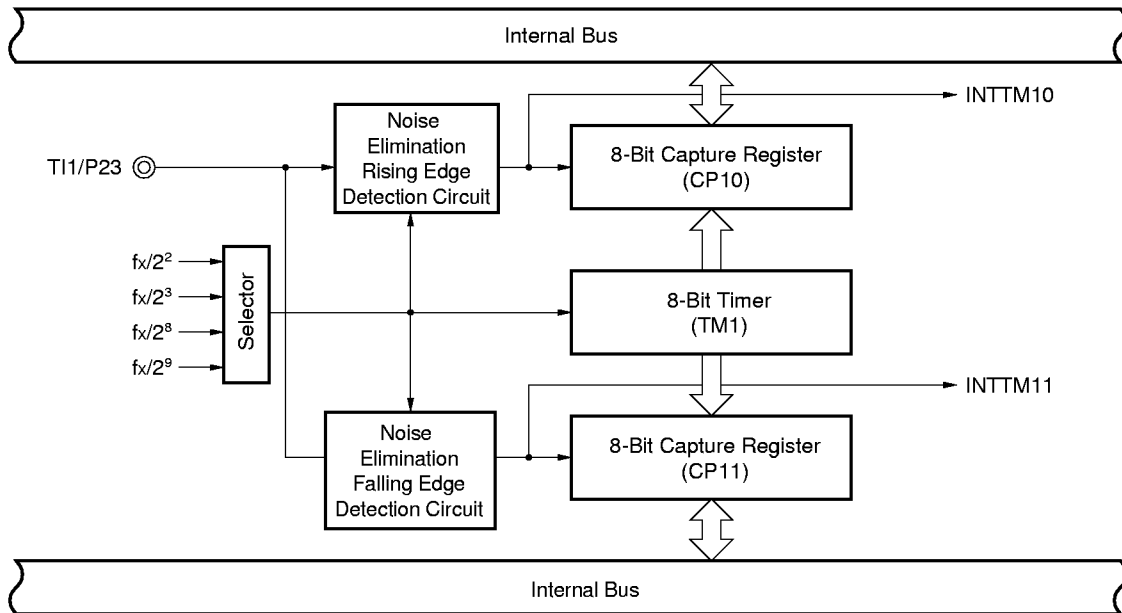 Internal Bus
INTTM10
Noise
Elimination
Rising Edge
Detection Circuit
8-Bit Capture Register
(CP10)
TI1/P23
fx/2²
fx/2³
fx/2⁸
fx/2⁹
Selector
8-Bit Timer
(TM1)
INTTM11
Noise
Elimination
Falling Edge
Detection Circuit
8-Bit Capture Register
(CP11)
Internal Bus